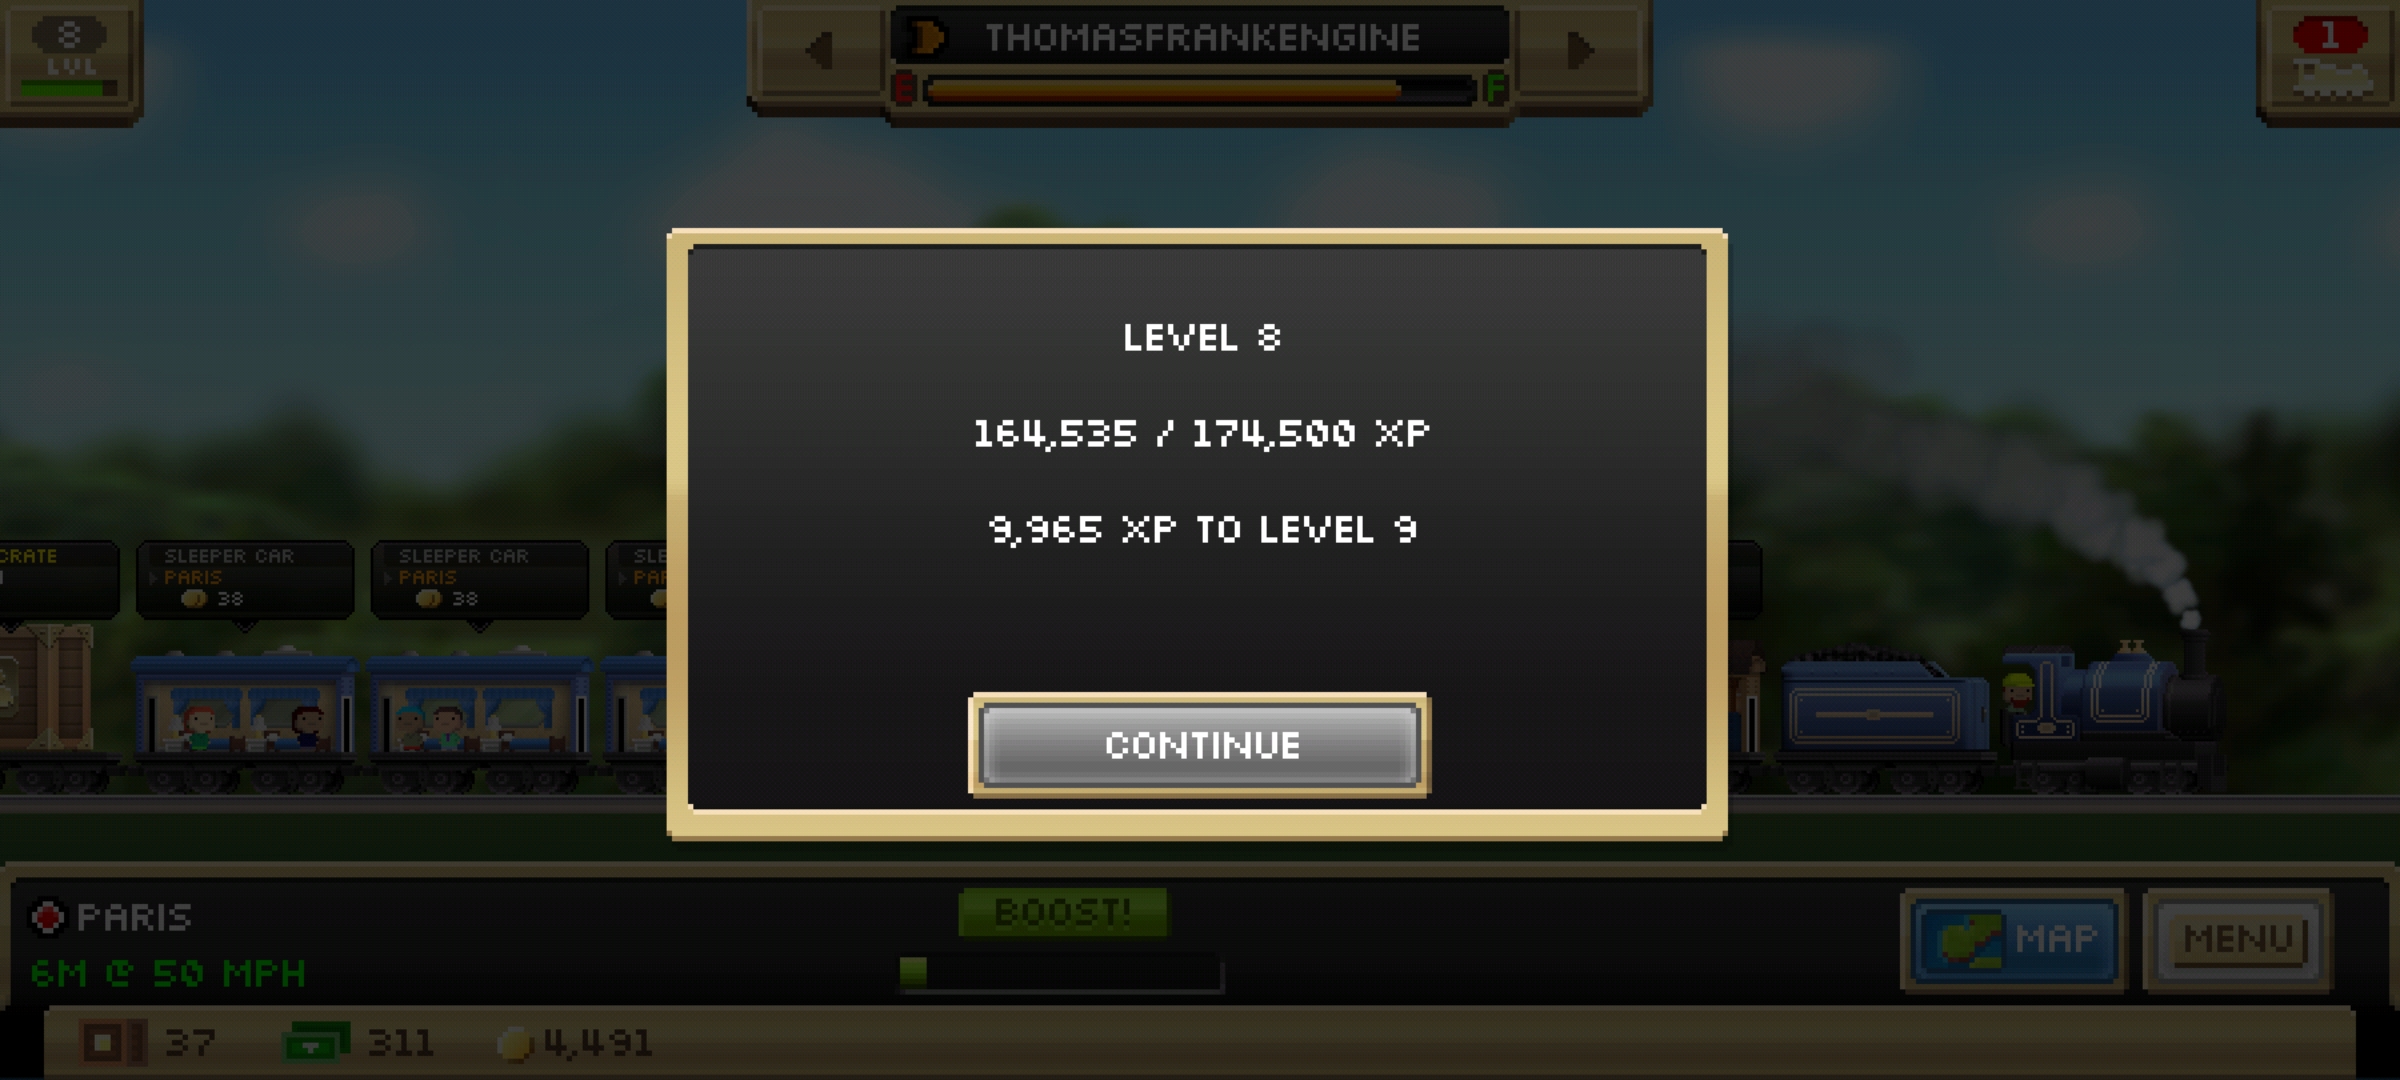 8
LVL
THOMASFRANKENGINE
E
F
1
LEVEL 8
164,535 / 174,500 XP
9,965 XP TO LEVEL 9
CONTINUE
CRATE
SLEEPER CAR
PARIS
38
SLEEPER CAR
PARIS
38
SLE
PAR
PARIS
6M @ 50 MPH
BOOST!
MAP
MENU
37
311
4,491